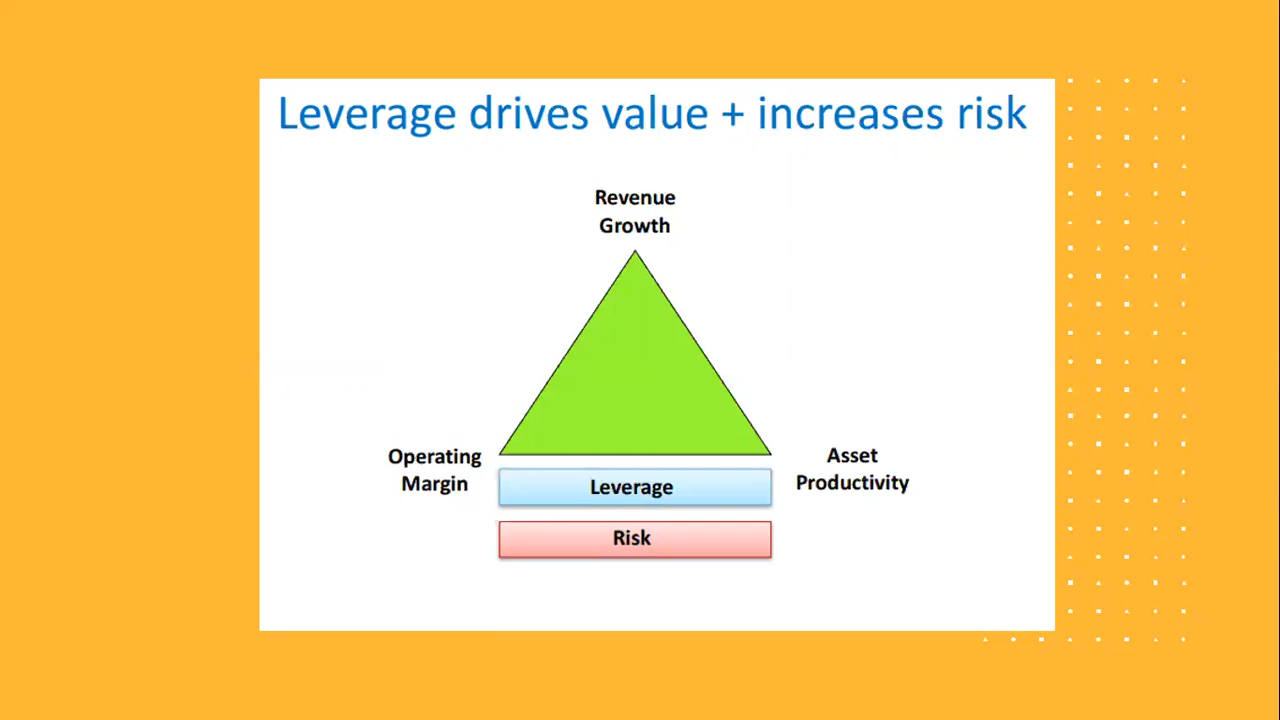 Leverage drives value + increases risk
Revenue
Growth
Operating
Margin
Asset
Productivity
Leverage
Risk